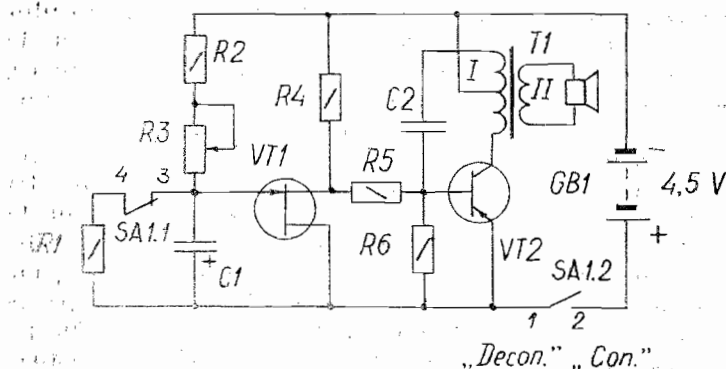 R2
R3
R4
C2
I
T1
II
VT1
R5
4
3
SA1.1
R1
C1
+
R6
VT2
GB1
−
4,5 V
+
SA1.2
1
2
„Decon.” „Con.”